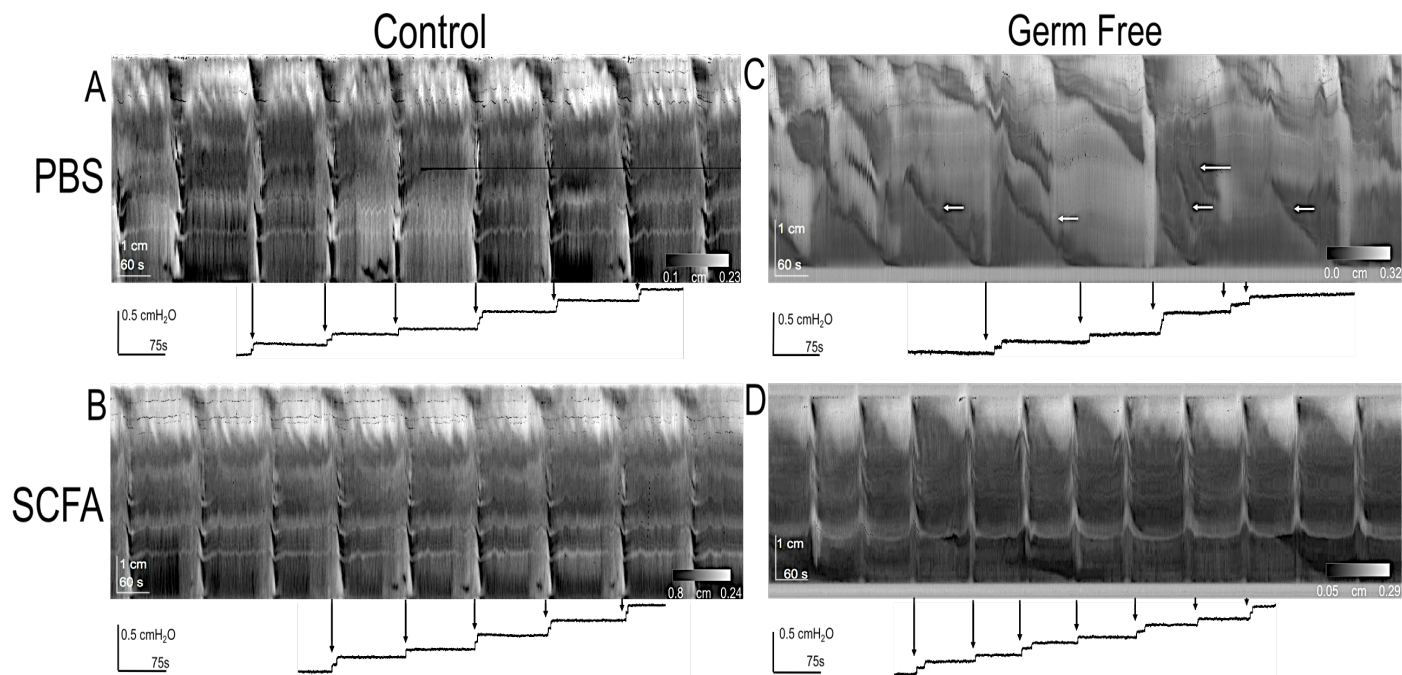 Control
Germ Free
A
C
PBS
1 cm
60 s
0.1 cm 0.23
1 cm
60 s
0.0 cm 0.32
0.5 cmH₂O
75s
0.5 cmH₂O
75s
B
D
SCFA
1 cm
60 s
0.8 cm 0.24
1 cm
60 s
0.05 cm 0.29
0.5 cmH₂O
75s
0.5 cmH₂O
75s